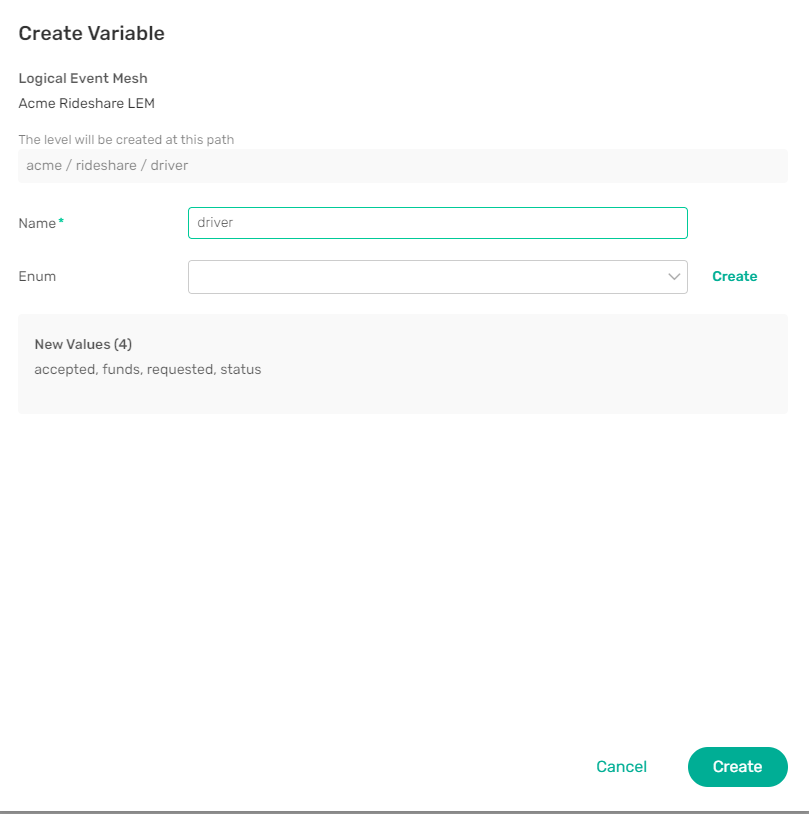 Create Variable
Logical Event Mesh
Acme Rideshare LEM
The level will be created at this path
acme / rideshare / driver
Name*
driver
Enum
Create
New Values (4)
accepted, funds, requested, status
Cancel
Create